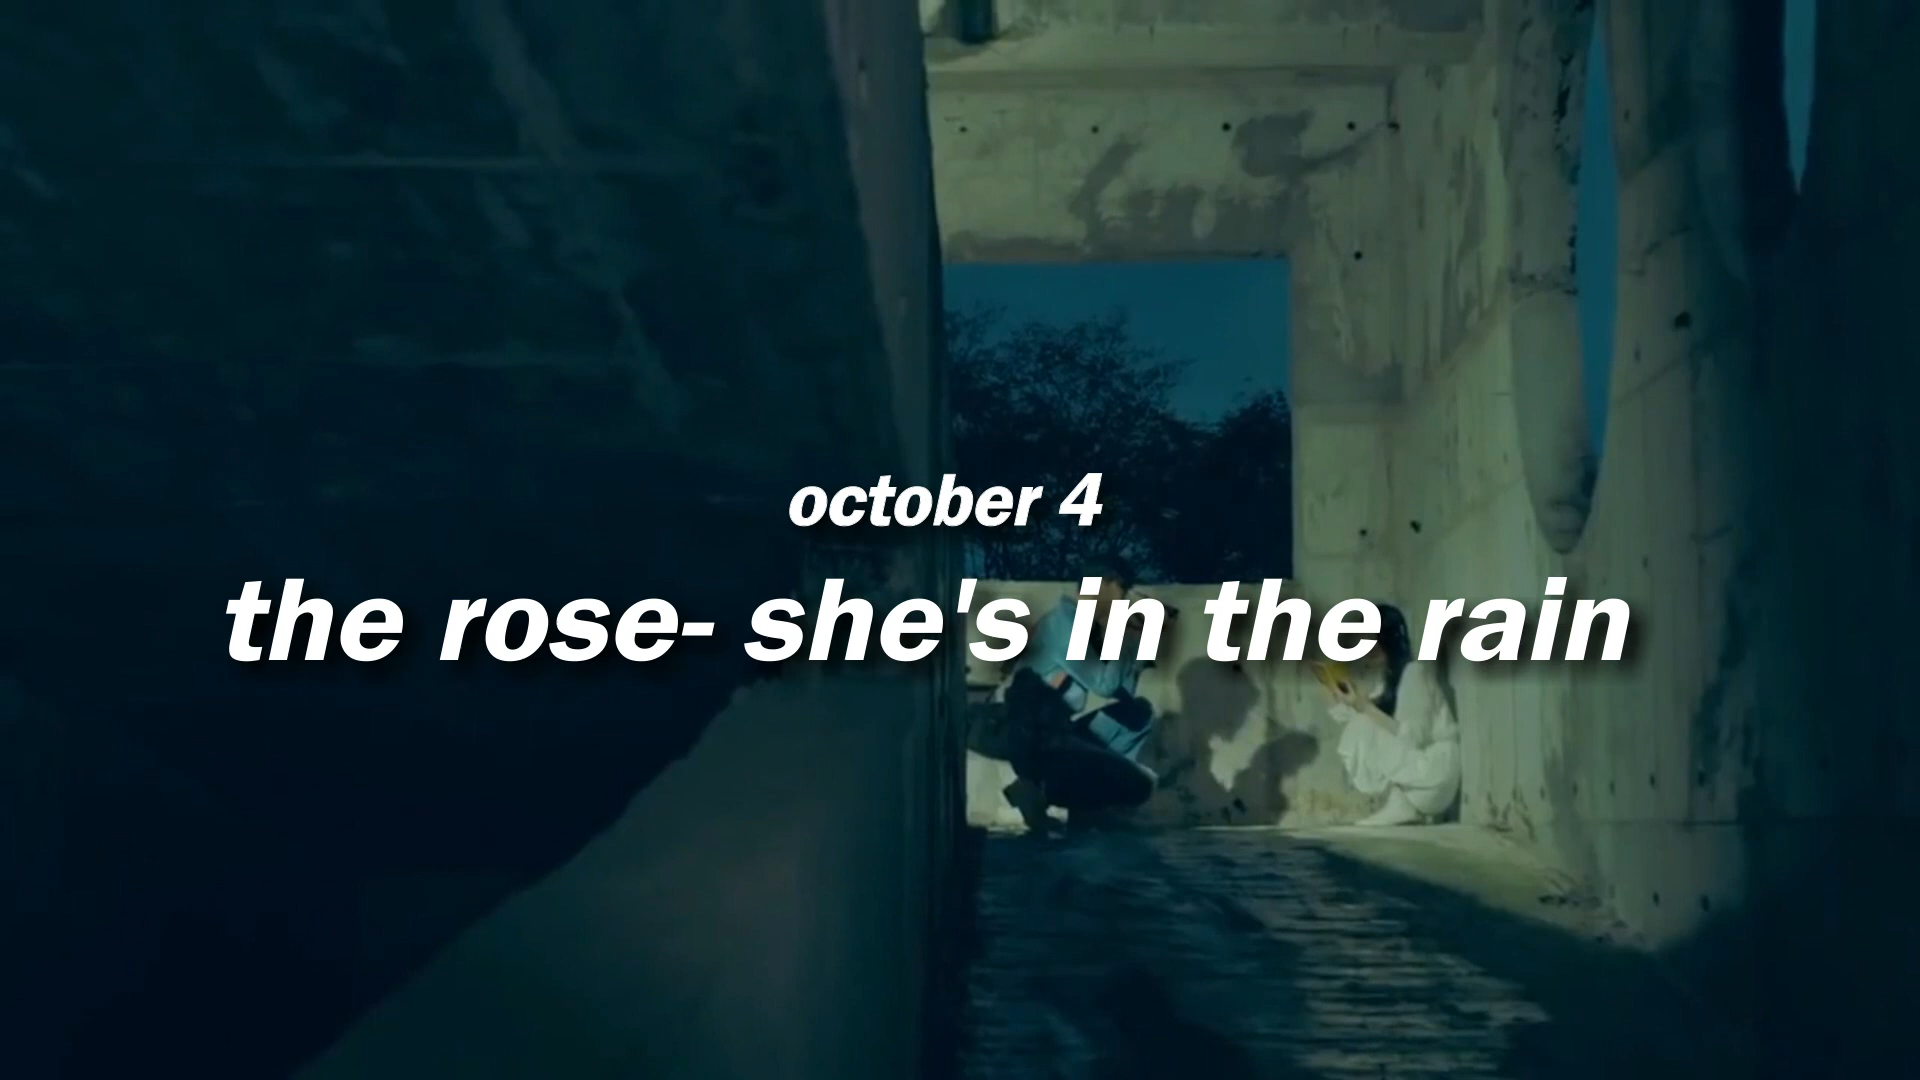 october 4
the rose- she's in the rain